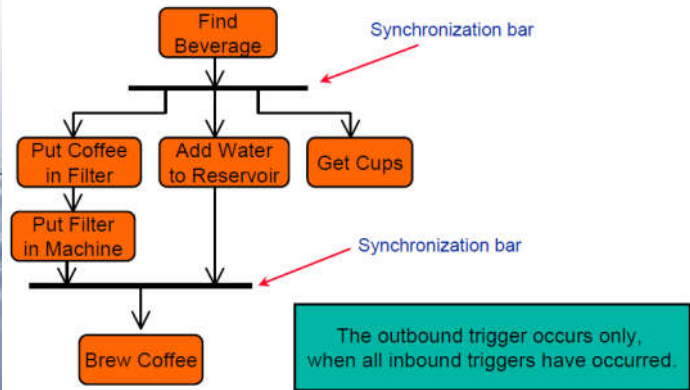 Find
Beverage
Synchronization bar
Put Coffee
in Filter
Add Water
to Reservoir
Get Cups
Put Filter
in Machine
Synchronization bar
Brew Coffee
The outbound trigger occurs only,
when all inbound triggers have occurred.